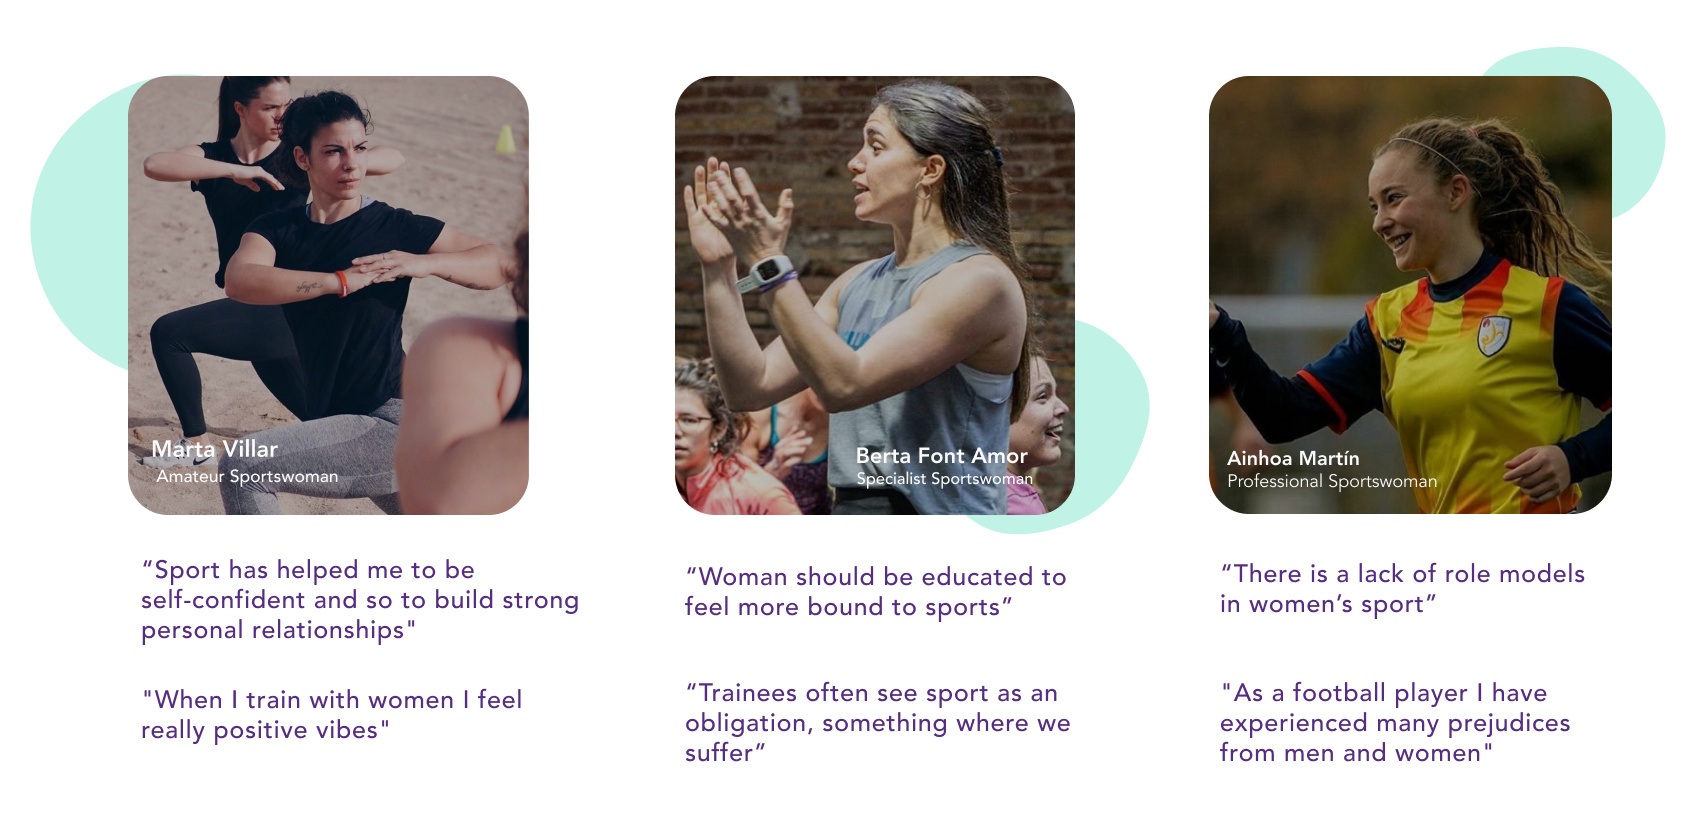 Marta Villar
Amateur Sportswoman
“Sport has helped me to be
self-confident and so to build strong
personal relationships"
"When I train with women I feel
really positive vibes"
Berta Font Amor
Specialist Sportswoman
“Woman should be educated to
feel more bound to sports”
“Trainees often see sport as an
obligation, something where we
suffer”
Ainhoa Martín
Professional Sportswoman
“There is a lack of role models
in women’s sport”
"As a football player I have
experienced many prejudices
from men and women"